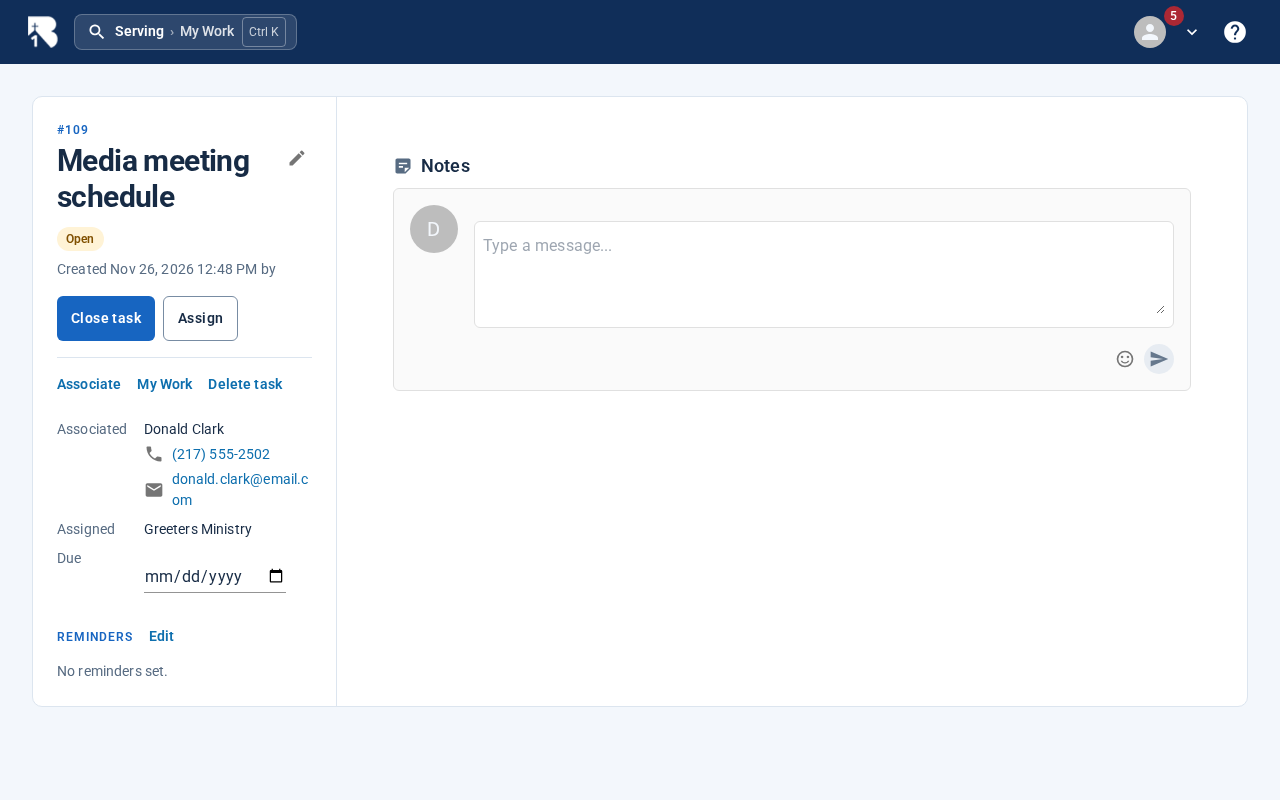 Serving › My Work Ctrl K
5
#109
Media meeting
schedule
Open
Created Nov 26, 2026 12:48 PM by
Close task Assign
Associate My Work Delete task
Associated Donald Clark
(217) 555-2502
donald.clark@email.c
om
Assigned Greeters Ministry
Due
mm/dd/yyyy
REMINDERS Edit
No reminders set.
Notes
D
Type a message...